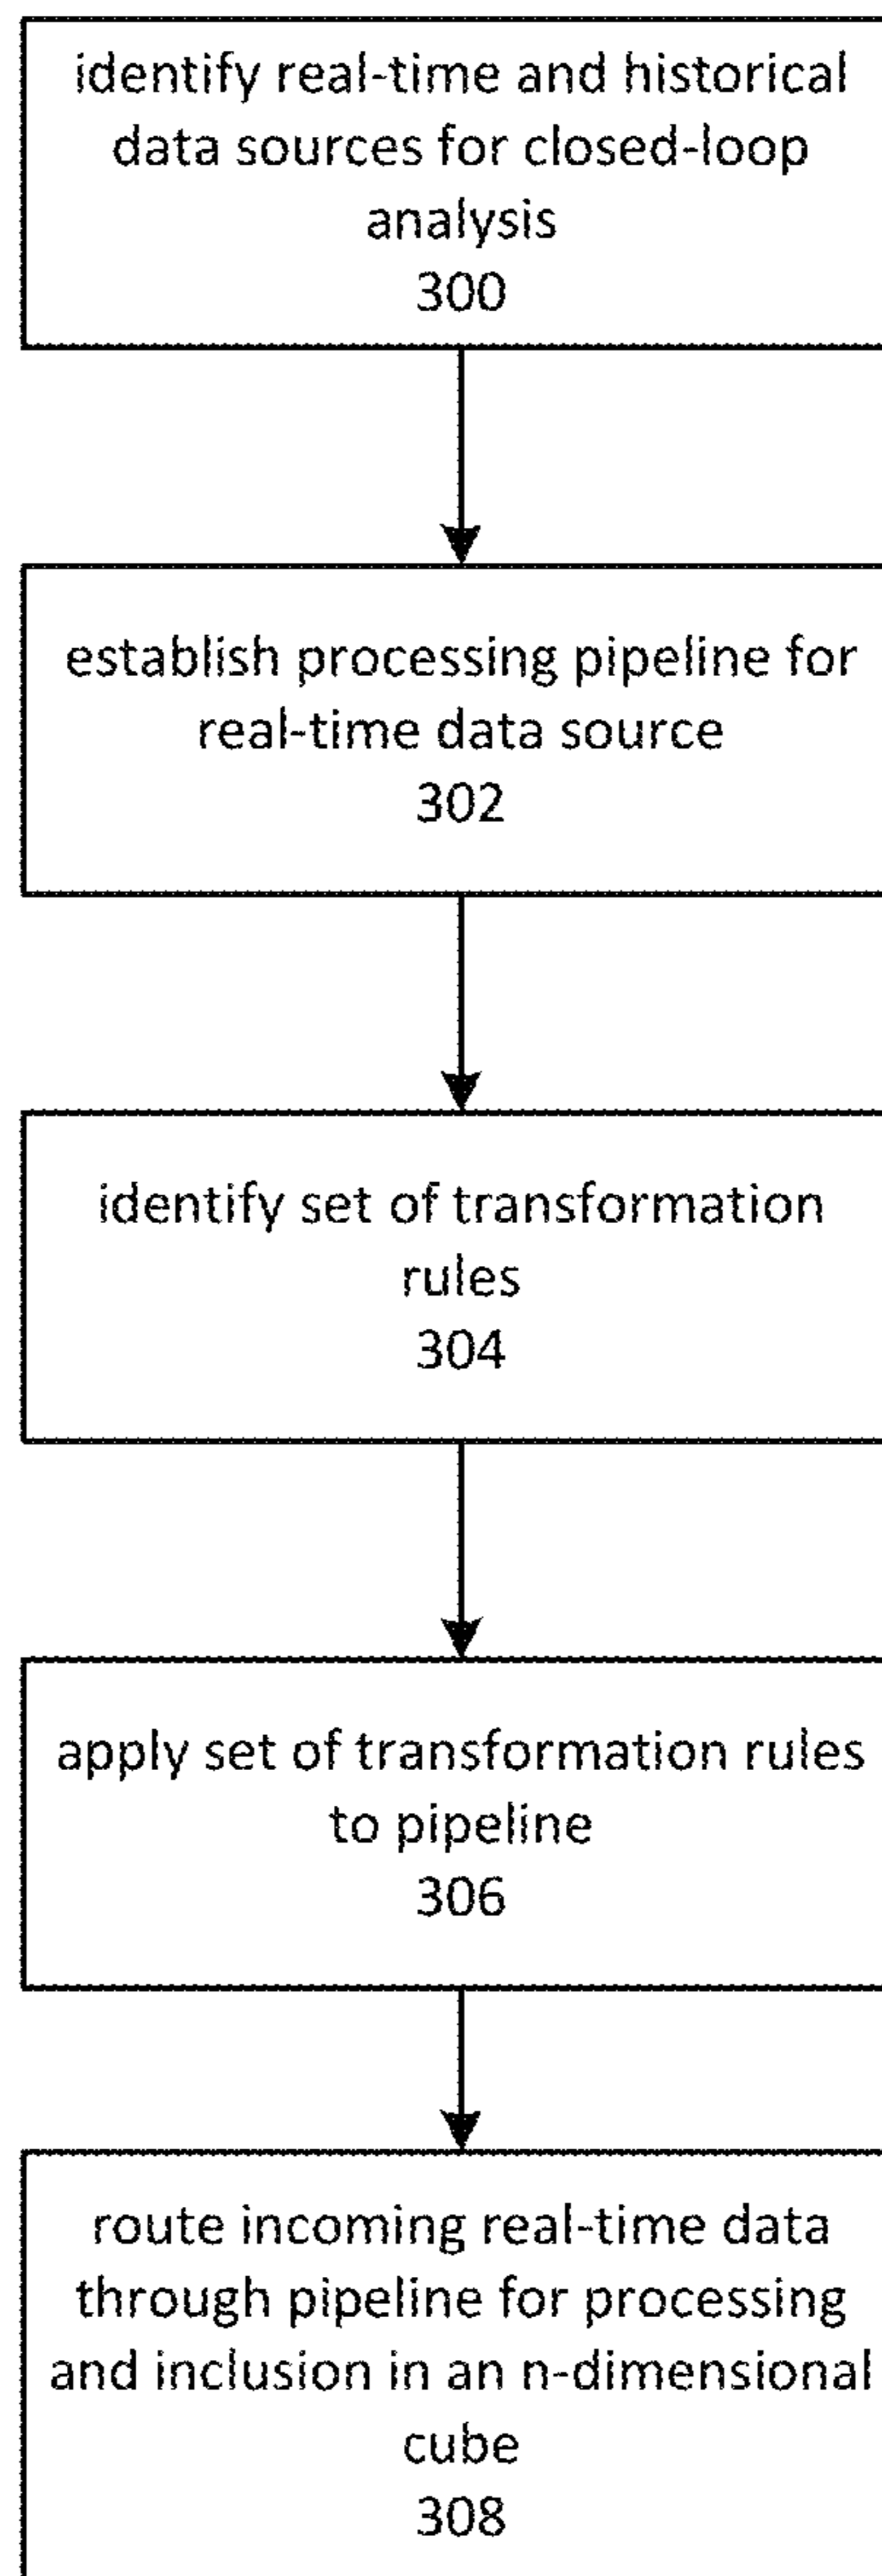 identify real-time and historical
data sources for closed-loop
analysis
300
establish processing pipeline for
real-time data source
302
identify set of transformation
rules
304
apply set of transformation rules
to pipeline
306
route incoming real-time data
through pipeline for processing
and inclusion in an n-dimensional
cube
308